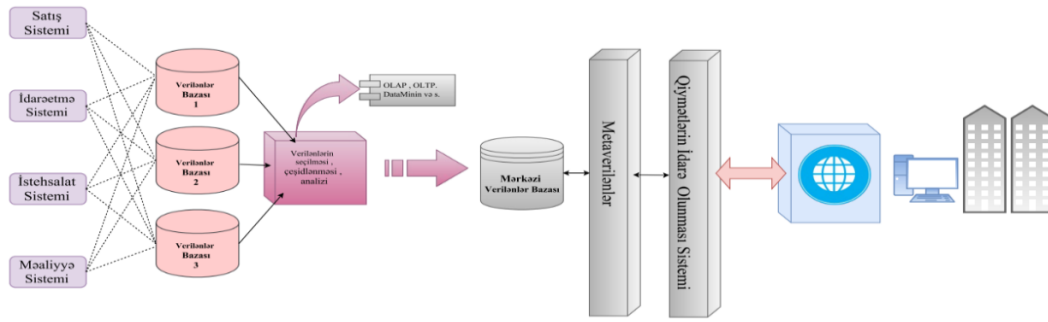 Satış
Sistemi
İdarəetmə
Sistemi
İstehsalat
Sistemi
Məaliyyə
Sistemi
Verilənlər
Bazası
1
Verilənlər
Bazası
2
Verilənlər
Bazası
3
Verilənlərin
seçilməsi ,
çeşidlənməsi ,
analizi
OLAP , OLTP.
DataMinin və s.
Mərkəzi
Verilənlər Bazası
Metaverilənlər
Qiymətlərin İdarə Olunması Sistemi